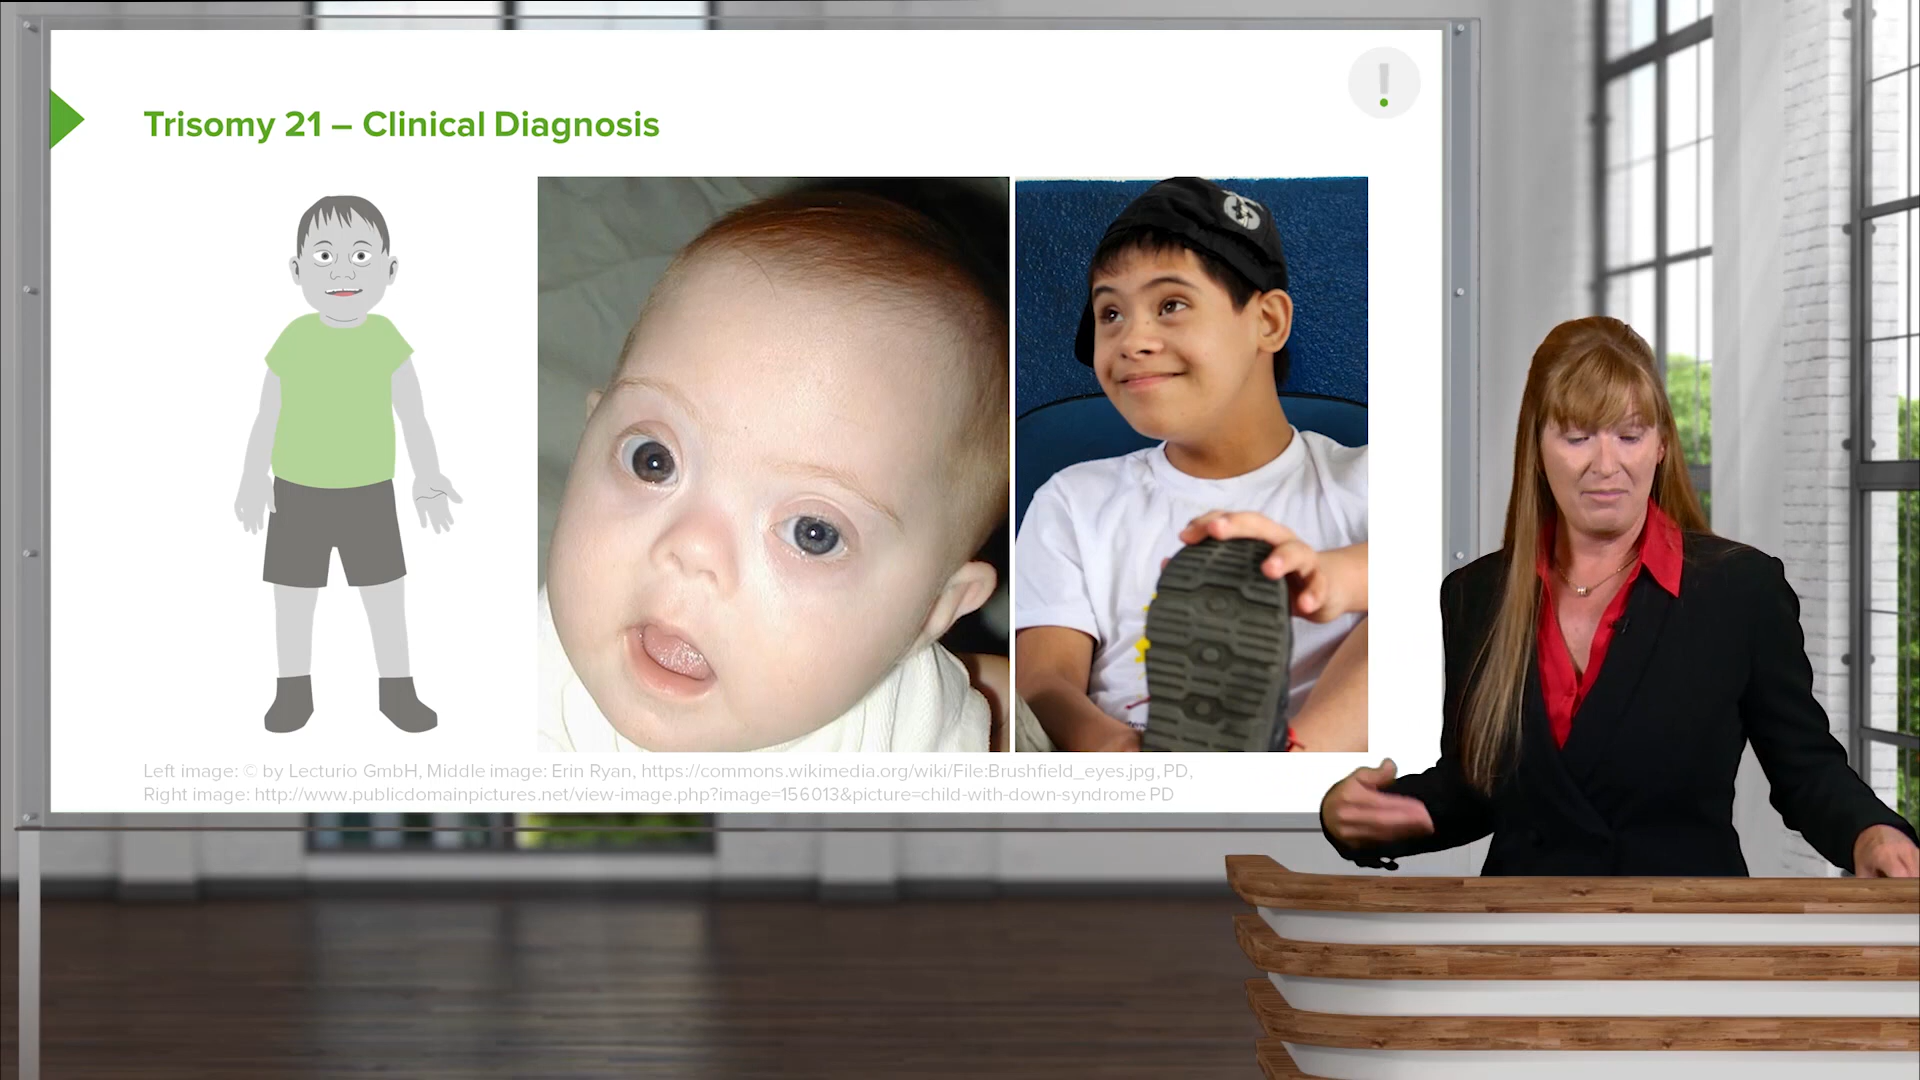 Trisomy 21 – Clinical Diagnosis
Left image: © by Lecturio GmbH, Middle image: Erin Ryan, https://commons.wikimedia.org/wiki/File:Brushfield_eyes.jpg, PD,
Right image: http://www.publicdomainpictures.net/view-image.php?image=156013&picture=child-with-down-syndrome PD